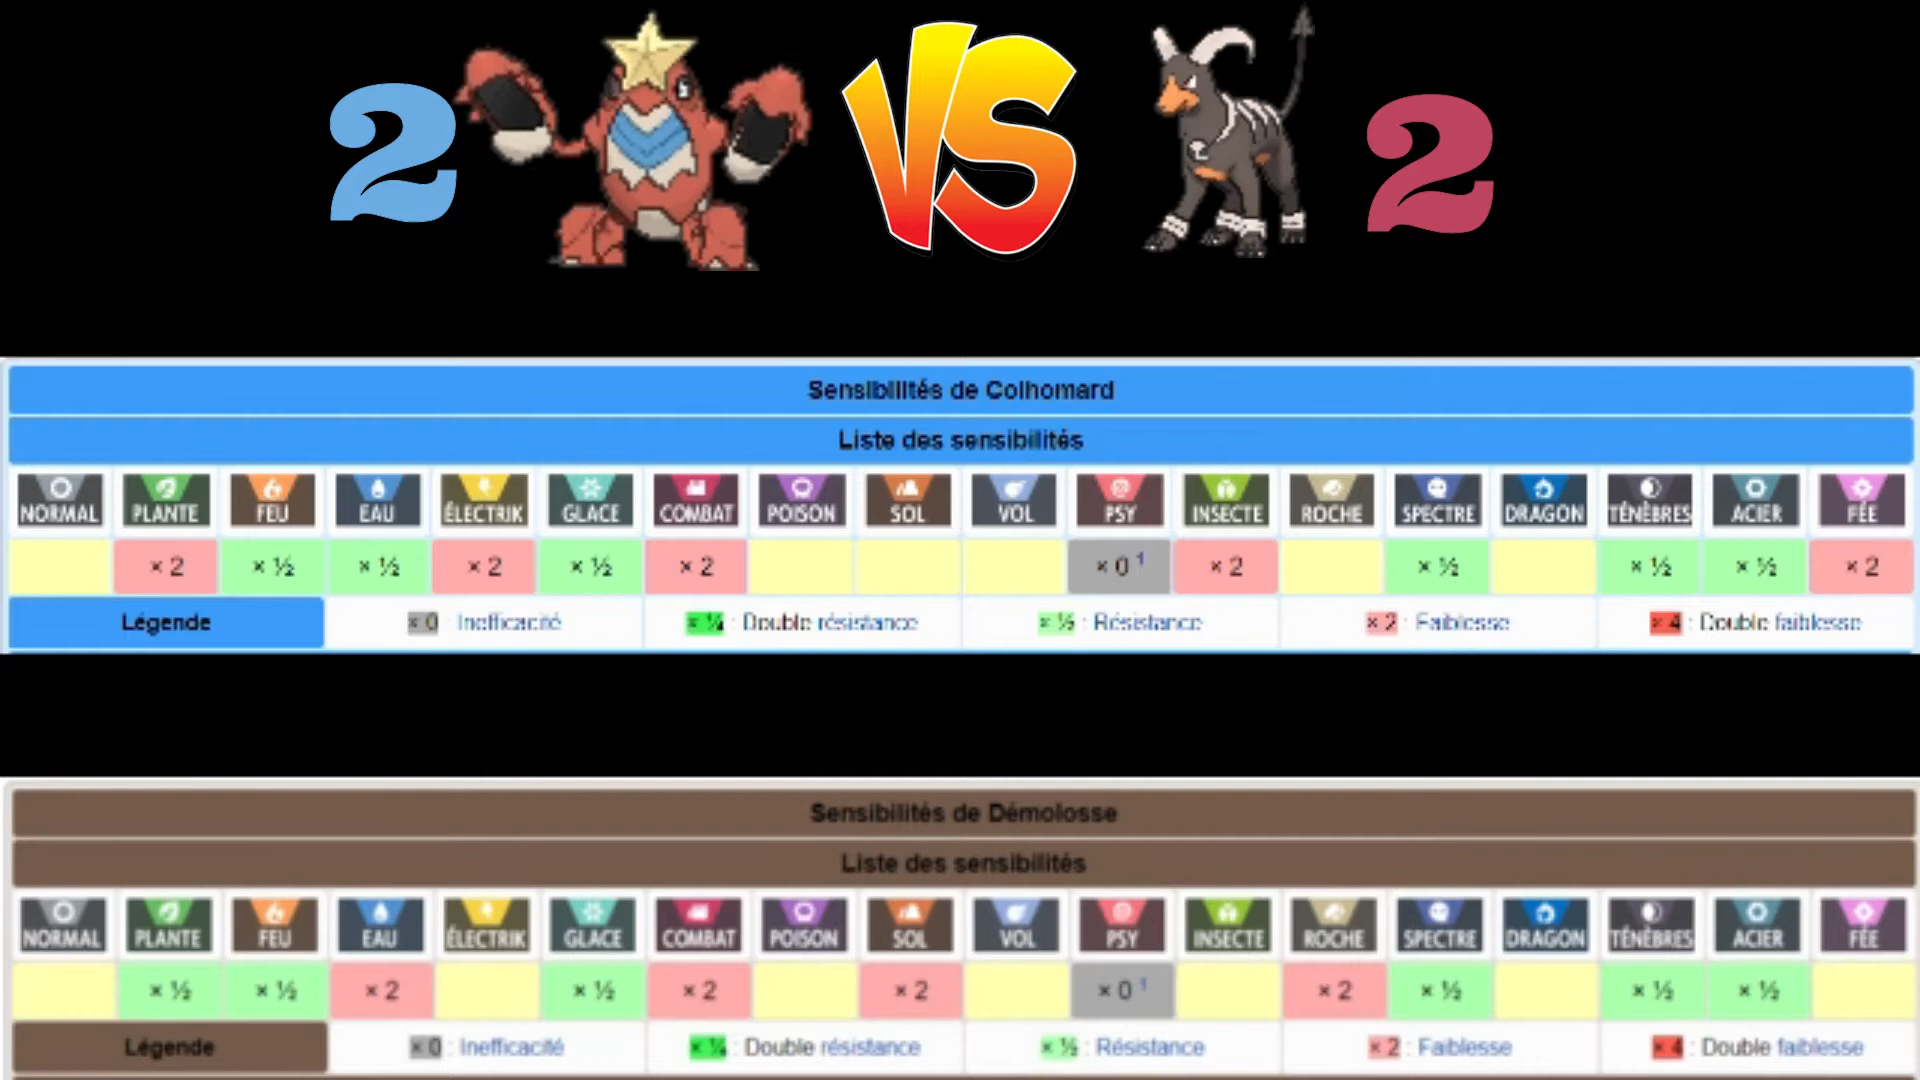 2 VS 2
Sensibilités de Colhomard
Liste des sensibilités
NORMAL PLANTE FEU EAU ÉLECTRIK GLACE COMBAT POISON SOL VOL PSY INSECTE ROCHE SPECTRE DRAGON TÉNÈBRES ACIER FÉE
× 2 × ½ × ½ × 2 × ½ × 2 × 0 1 × 2 × ½ × ½ × ½ × 2
Légende × 0 : Inefficacité × ¼ : Double résistance × ½ : Résistance × 2 : Faiblesse × 4 : Double faiblesse
Sensibilités de Démolosse
Liste des sensibilités
NORMAL PLANTE FEU EAU ÉLECTRIK GLACE COMBAT POISON SOL VOL PSY INSECTE ROCHE SPECTRE DRAGON TÉNÈBRES ACIER FÉE
× ½ × ½ × 2 × ½ × 2 × 2 × 0 1 × 2 × ½ × ½ × ½
Légende × 0 : Inefficacité × ¼ : Double résistance × ½ : Résistance × 2 : Faiblesse × 4 : Double faiblesse